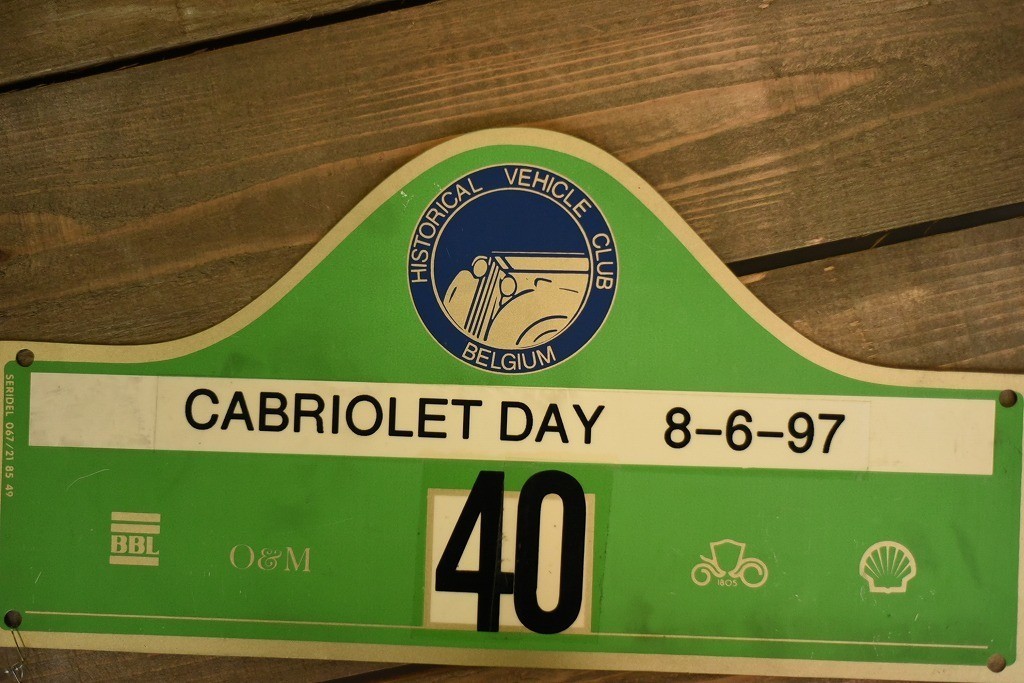 HISTORICAL VEHICLE CLUB
BELGIUM
CABRIOLET DAY 8-6-97
SERIDEL 067/21 85 49
40
BBL
O&M
1805